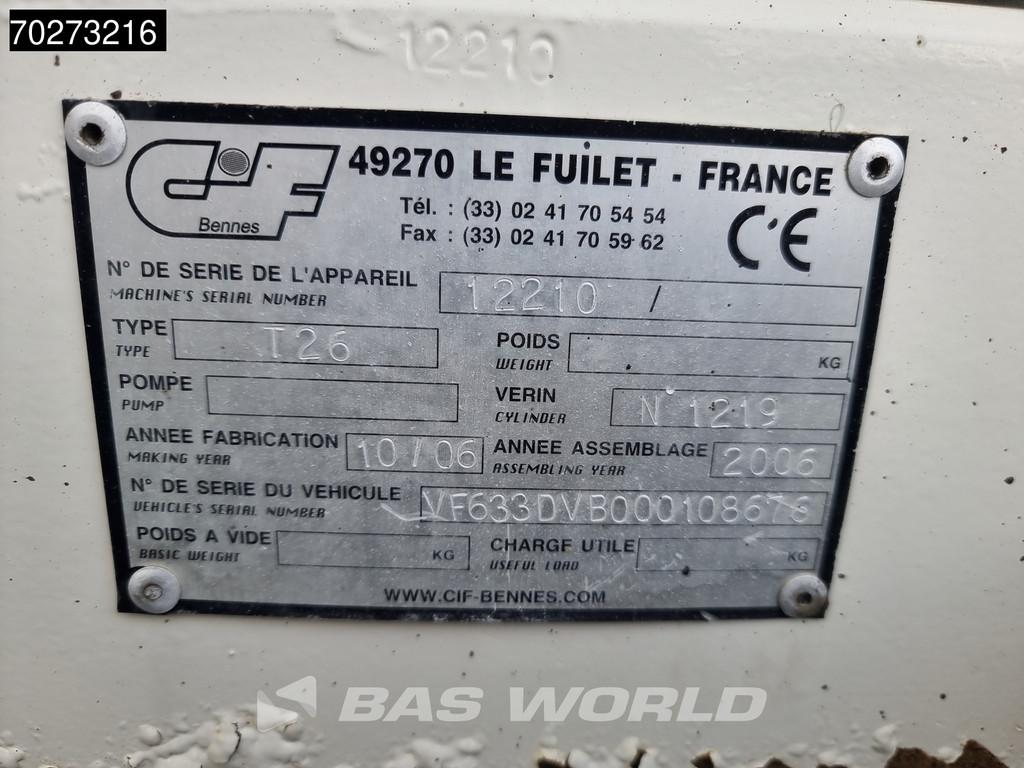 70273216
12210
CIF 49270 LE FUILET - FRANCE
Bennes
Tél. : (33) 02 41 70 54 54
Fax : (33) 02 41 70 59 62
CE
N° DE SERIE DE L'APPAREIL 12210 /
MACHINE'S SERIAL NUMBER
TYPE T26 POIDS KG
TYPE WEIGHT
POMPE VERIN N 1219
PUMP CYLINDER
ANNEE FABRICATION 10/06 ANNEE ASSEMBLAGE 2006
MAKING YEAR ASSEMBLING YEAR
N° DE SERIE DU VEHICULE VF633DVB000108676
VEHICLE'S SERIAL NUMBER
POIDS A VIDE KG CHARGE UTILE KG
BASIC WEIGHT USEFUL LOAD
WWW.CIF-BENNES.COM
BAS WORLD